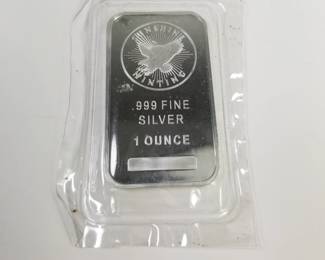 SUNSHINE
MINTING
.999 FINE
SILVER
1 OUNCE